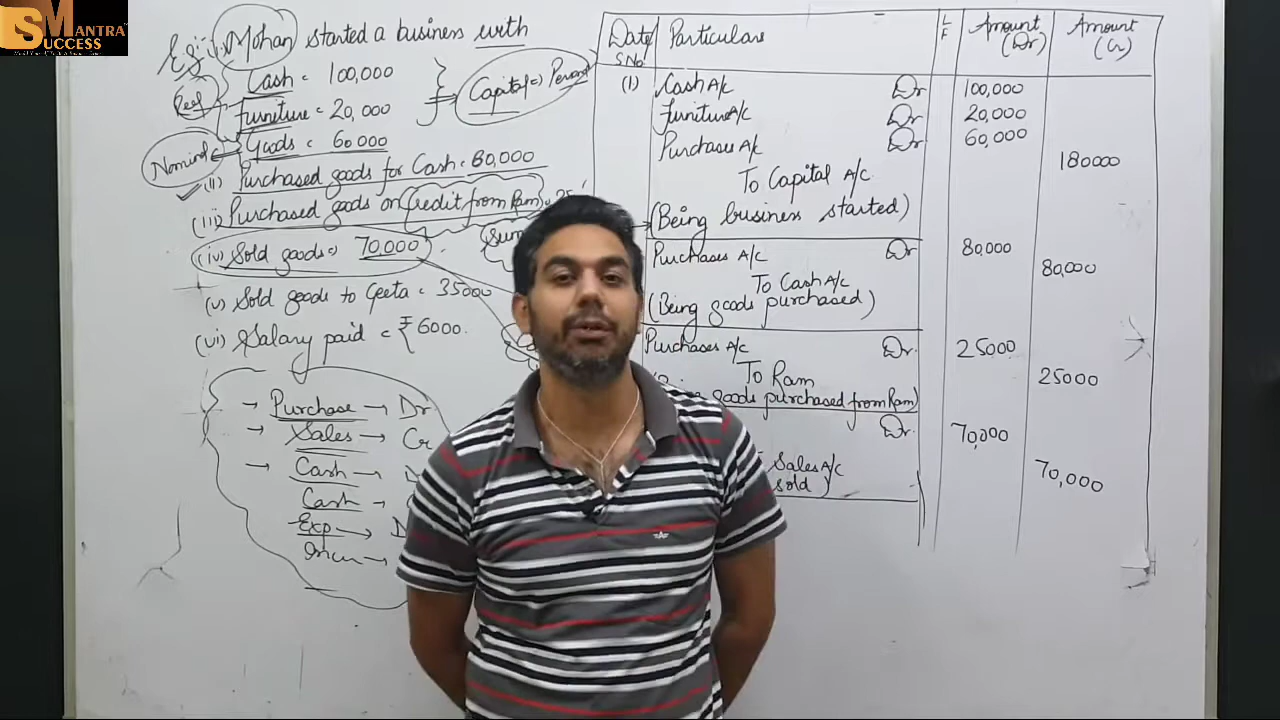 SMANTRA
SUCCESS
Eg:- (i) Mohan started a business with
Cash = 100,000
Furniture = 20,000
Goods = 60000
Capital => Person
Nominal
(ii) Purchased goods for Cash = 80,000
(iii) Purchased goods on Credit from Ram =
(iv) Sold goods = 70,000
(v) Sold goods to Geeta = 35000
(vi) Salary paid = ₹6000.
→ Purchase → Dr
→ Sales → Cr
→ Cash →
Cash →
Exp →
→
Date/ S.No Particulars L F Amount (Dr) Amount (Cr)
(1) Cash A/c Dr 100,000
Furniture A/c Dr 20,000
Purchases A/c Dr 60,000
To Capital A/c 180000
(Being business started)
Purchases A/c Dr 80,000
To Cash A/c 80,000
(Being goods purchased)
Purchases A/c Dr. 25000
To Ram 25000
goods purchased from Ram)
Dr. 70,000
Sales A/c 70,000
sold)